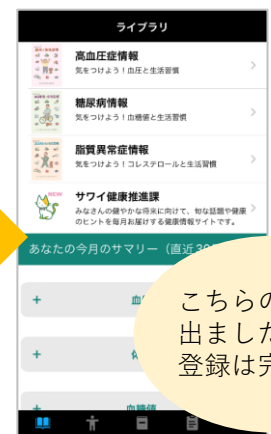 ライブラリ
高血圧症情報
気をつけよう！血圧と生活習慣
糖尿病情報
気をつけよう！血糖値と生活習慣
脂質異常症情報
気をつけよう！コレステロールと生活習慣
NEW
サワイ健康推進課
みなさんの健やかな将来に向けて、旬な話題や健康
のヒントを毎月お届けする健康情報サイトです。
あなたの今月のサマリー（直近30
+
+
+ 血糖値
こちらの
出ました
登録は完